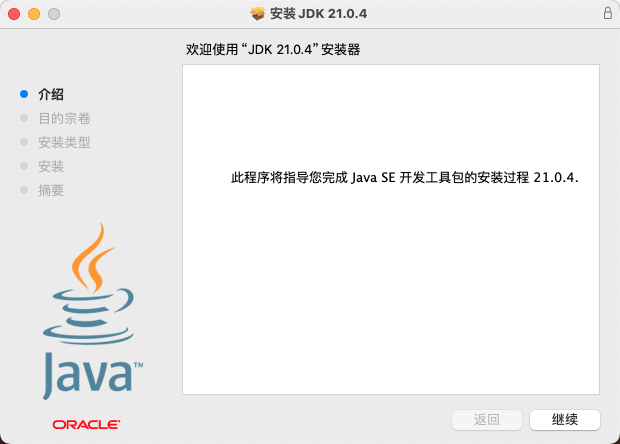 安装 JDK 21.0.4
欢迎使用“JDK 21.0.4”安装器
介绍
目的宗卷
安装类型
安装
摘要
此程序将指导您完成 Java SE 开发工具包的安装过程 21.0.4.
Java™
ORACLE®
返回
继续